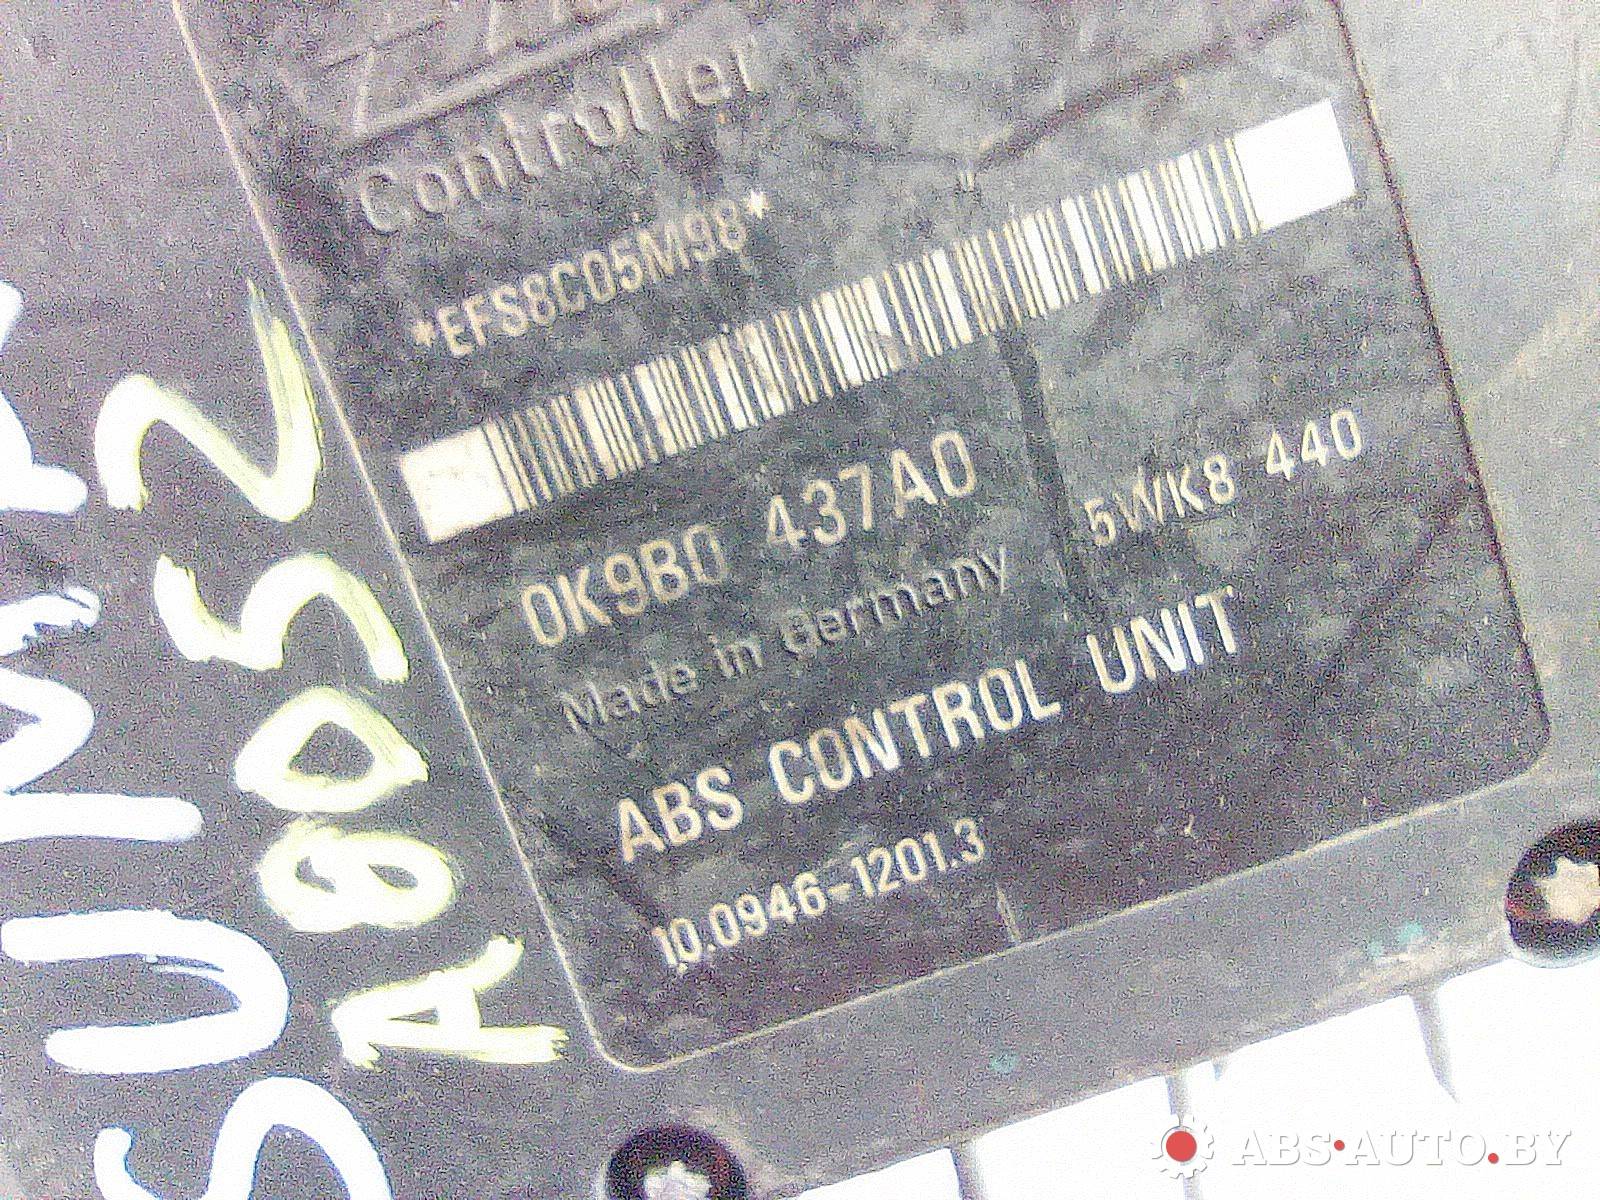 Controller
*EFS8C05M98*
0K9B0 437A0
5WK8 440
Made in Germany
ABS CONTROL UNIT
10.0946-1201.3
A8052
ABS•AUTO.BY